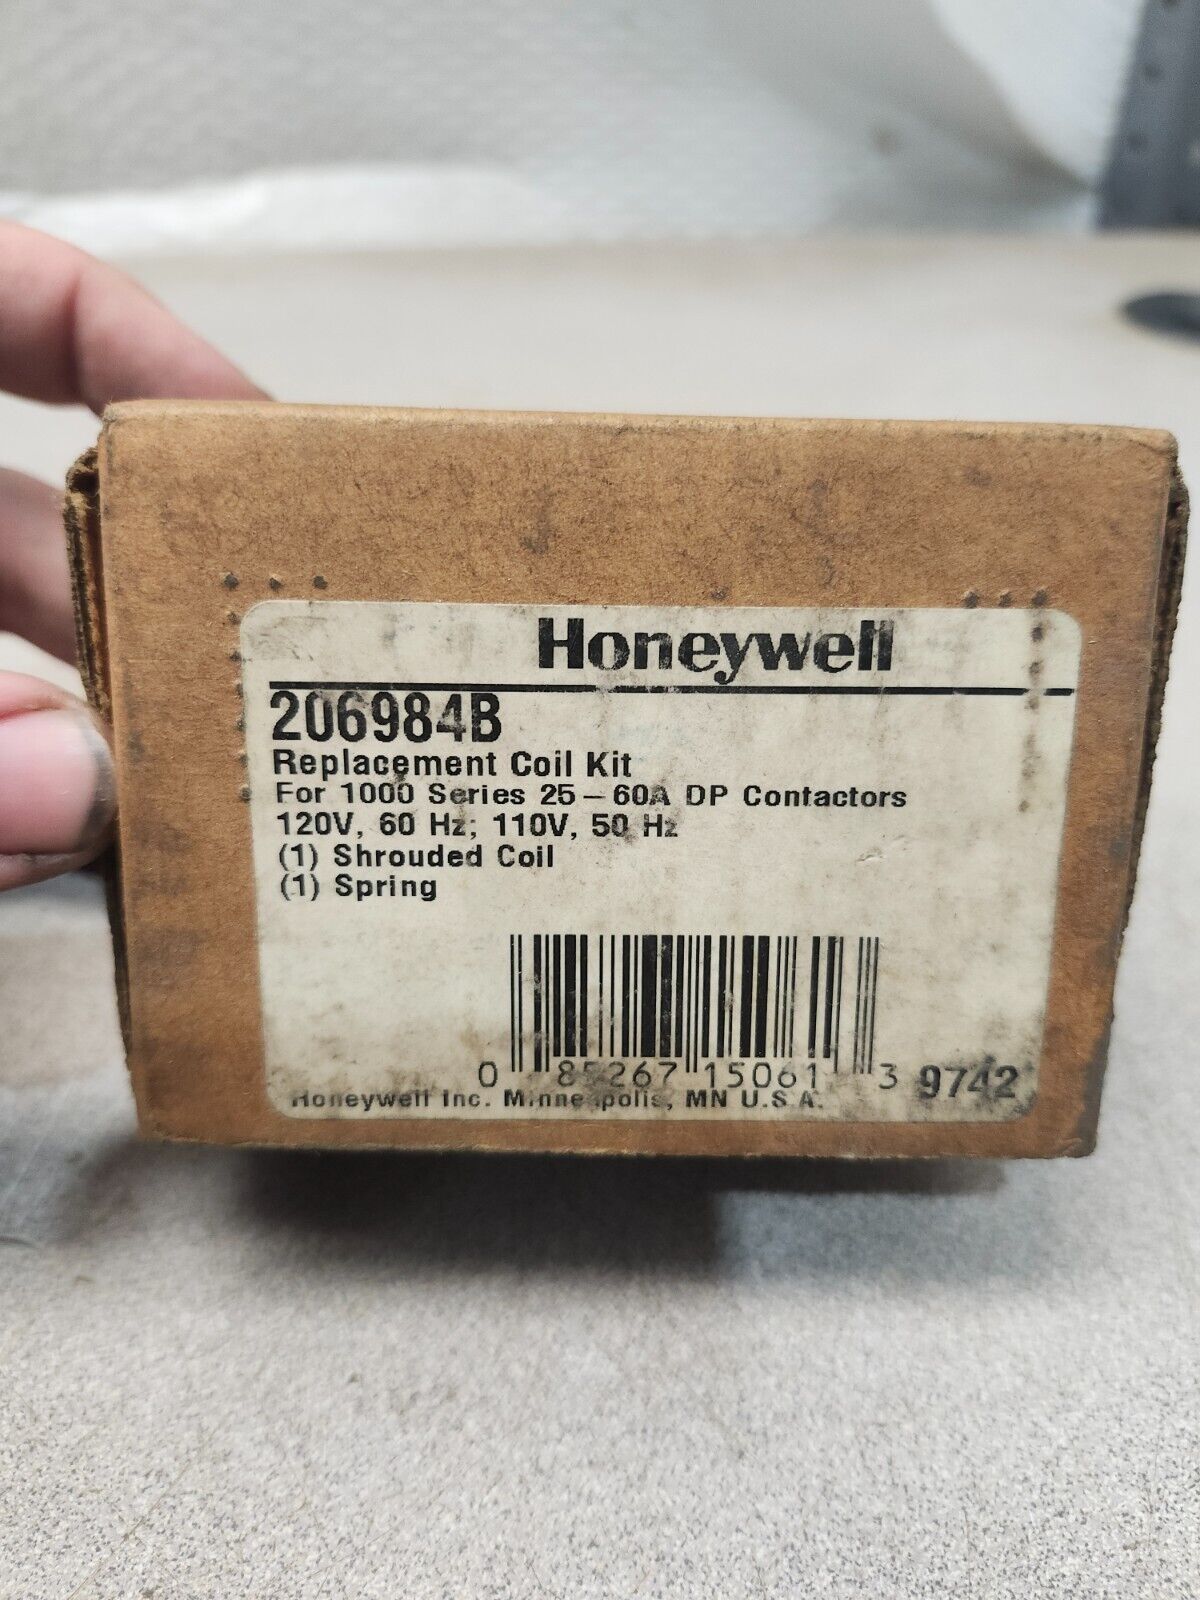 Honeywell
206984B
Replacement Coil Kit
For 1000 Series 25-60A DP Contactors
120V, 60 Hz; 110V, 50 Hz
(1) Shrouded Coil
(1) Spring
0 85267 15061 3 9742
Honeywell Inc. Minneapolis, MN U.S.A.